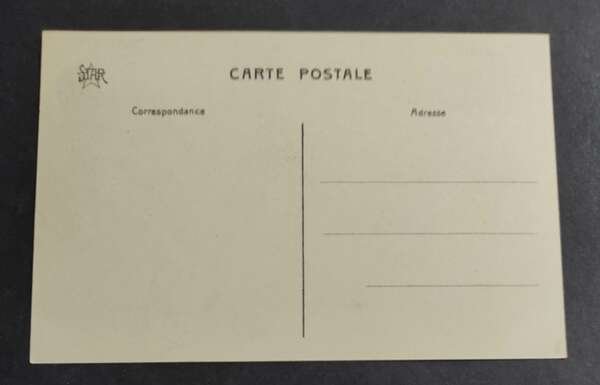 STAR
CARTE POSTALE
Correspondance
Adresse